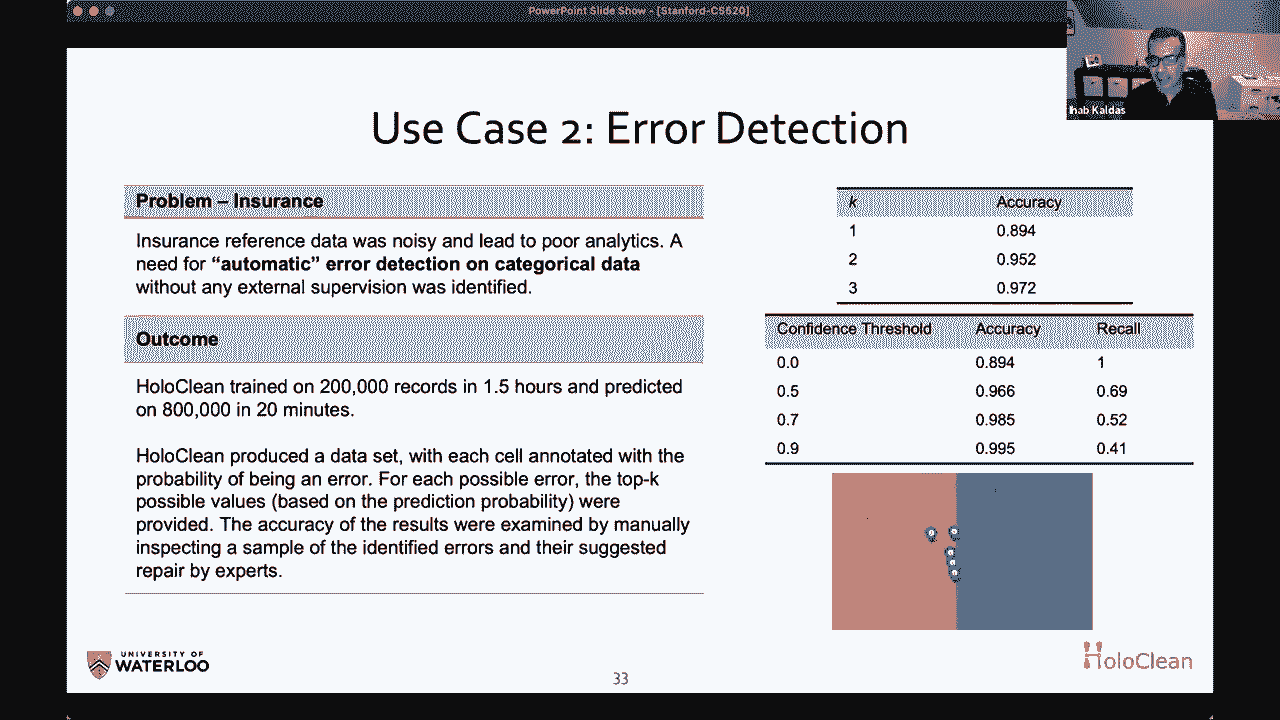 PowerPoint Slide Show - [Stanford-CS520]
Ihab Kaldas
Use Case 2: Error Detection
Problem – Insurance
Insurance reference data was noisy and lead to poor analytics. A
need for “automatic” error detection on categorical data
without any external supervision was identified.
Outcome
HoloClean trained on 200,000 records in 1.5 hours and predicted
on 800,000 in 20 minutes.
HoloClean produced a data set, with each cell annotated with the
probability of being an error. For each possible error, the top-k
possible values (based on the prediction probability) were
provided. The accuracy of the results were examined by manually
inspecting a sample of the identified errors and their suggested
repair by experts.
k Accuracy
1 0.894
2 0.952
3 0.972
Confidence Threshold Accuracy Recall
0.0 0.894 1
0.5 0.966 0.69
0.7 0.985 0.52
0.9 0.995 0.41
UNIVERSITY OF
WATERLOO
33
HoloClean